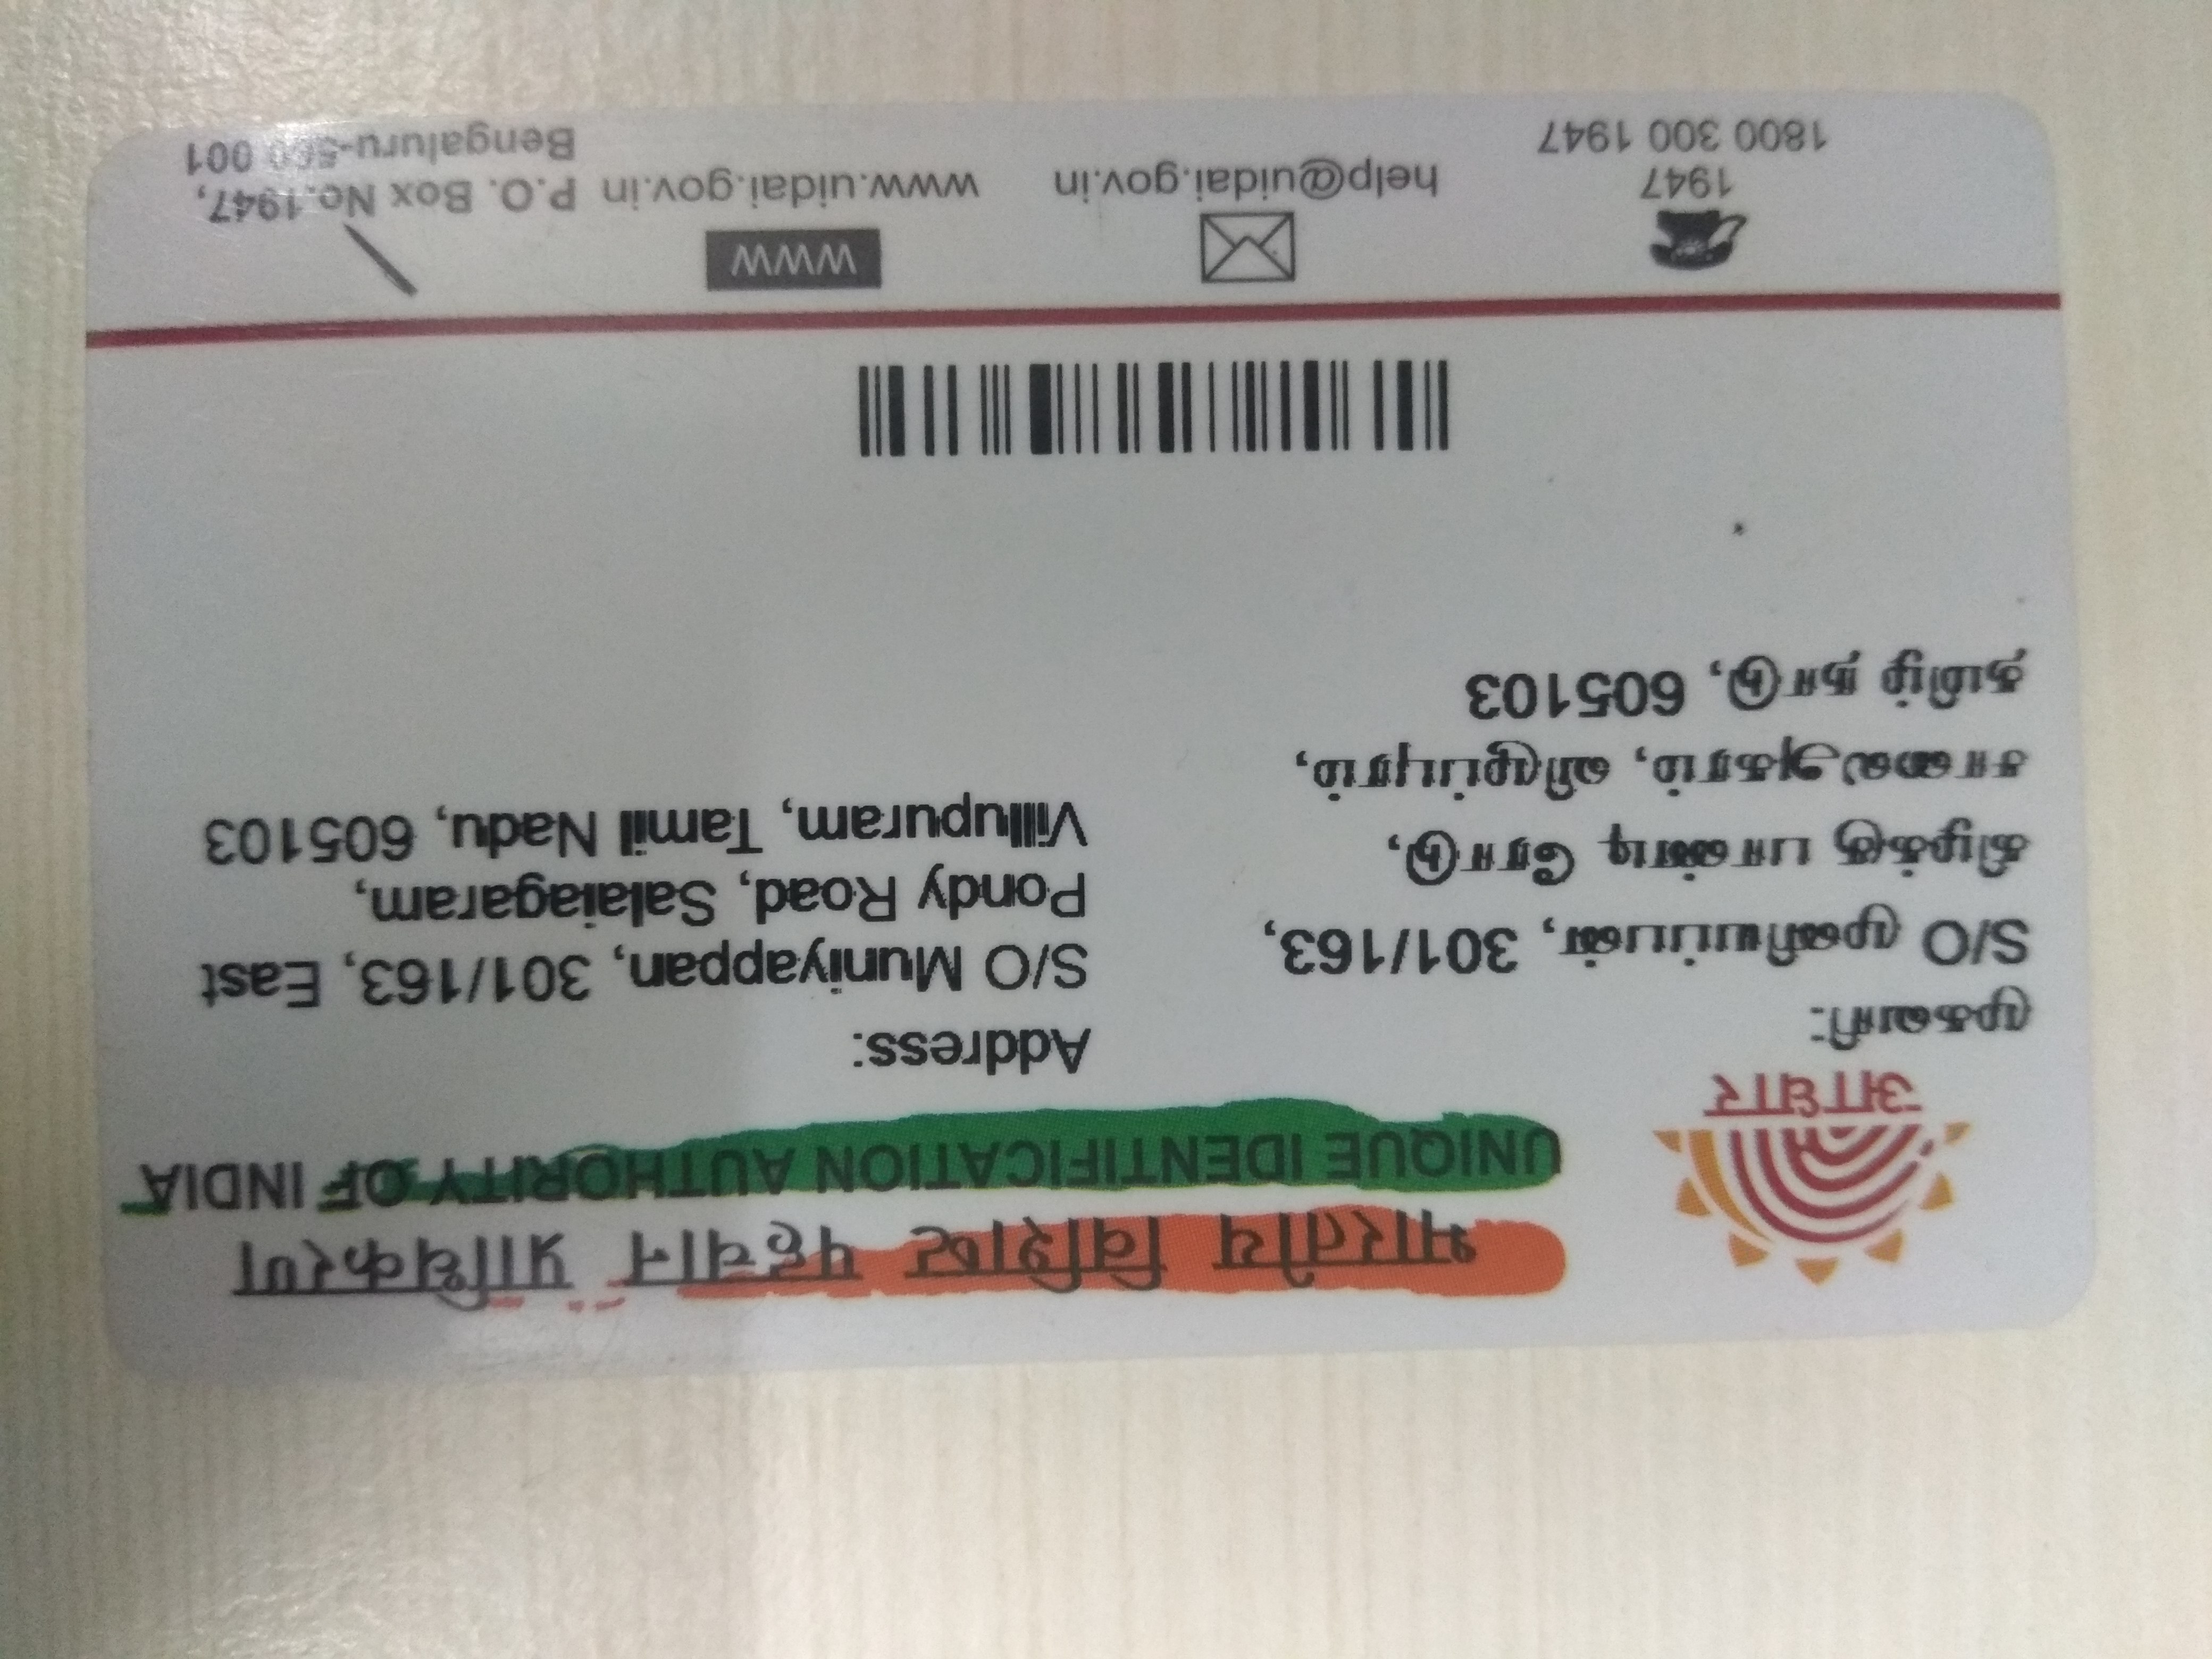 भारतीय विशिष्ट पहचान प्राधिकरण
UNIQUE IDENTIFICATION AUTHORITY OF INDIA
आधार
முகவரி:
S/O முனியப்பன், 301/163,
கிழக்கு பாண்டி ரோடு,
சாலைஅகரம், விழுப்புரம்,
தமிழ் நாடு, 605103
Address:
S/O Muniyappan, 301/163, East
Pondy Road, Salaiagaram,
Villupuram, Tamil Nadu, 605103
1947
1800 300 1947
help@uidai.gov.in
WWW
www.uidai.gov.in
P.O. Box No.1947,
Bengaluru-560 001